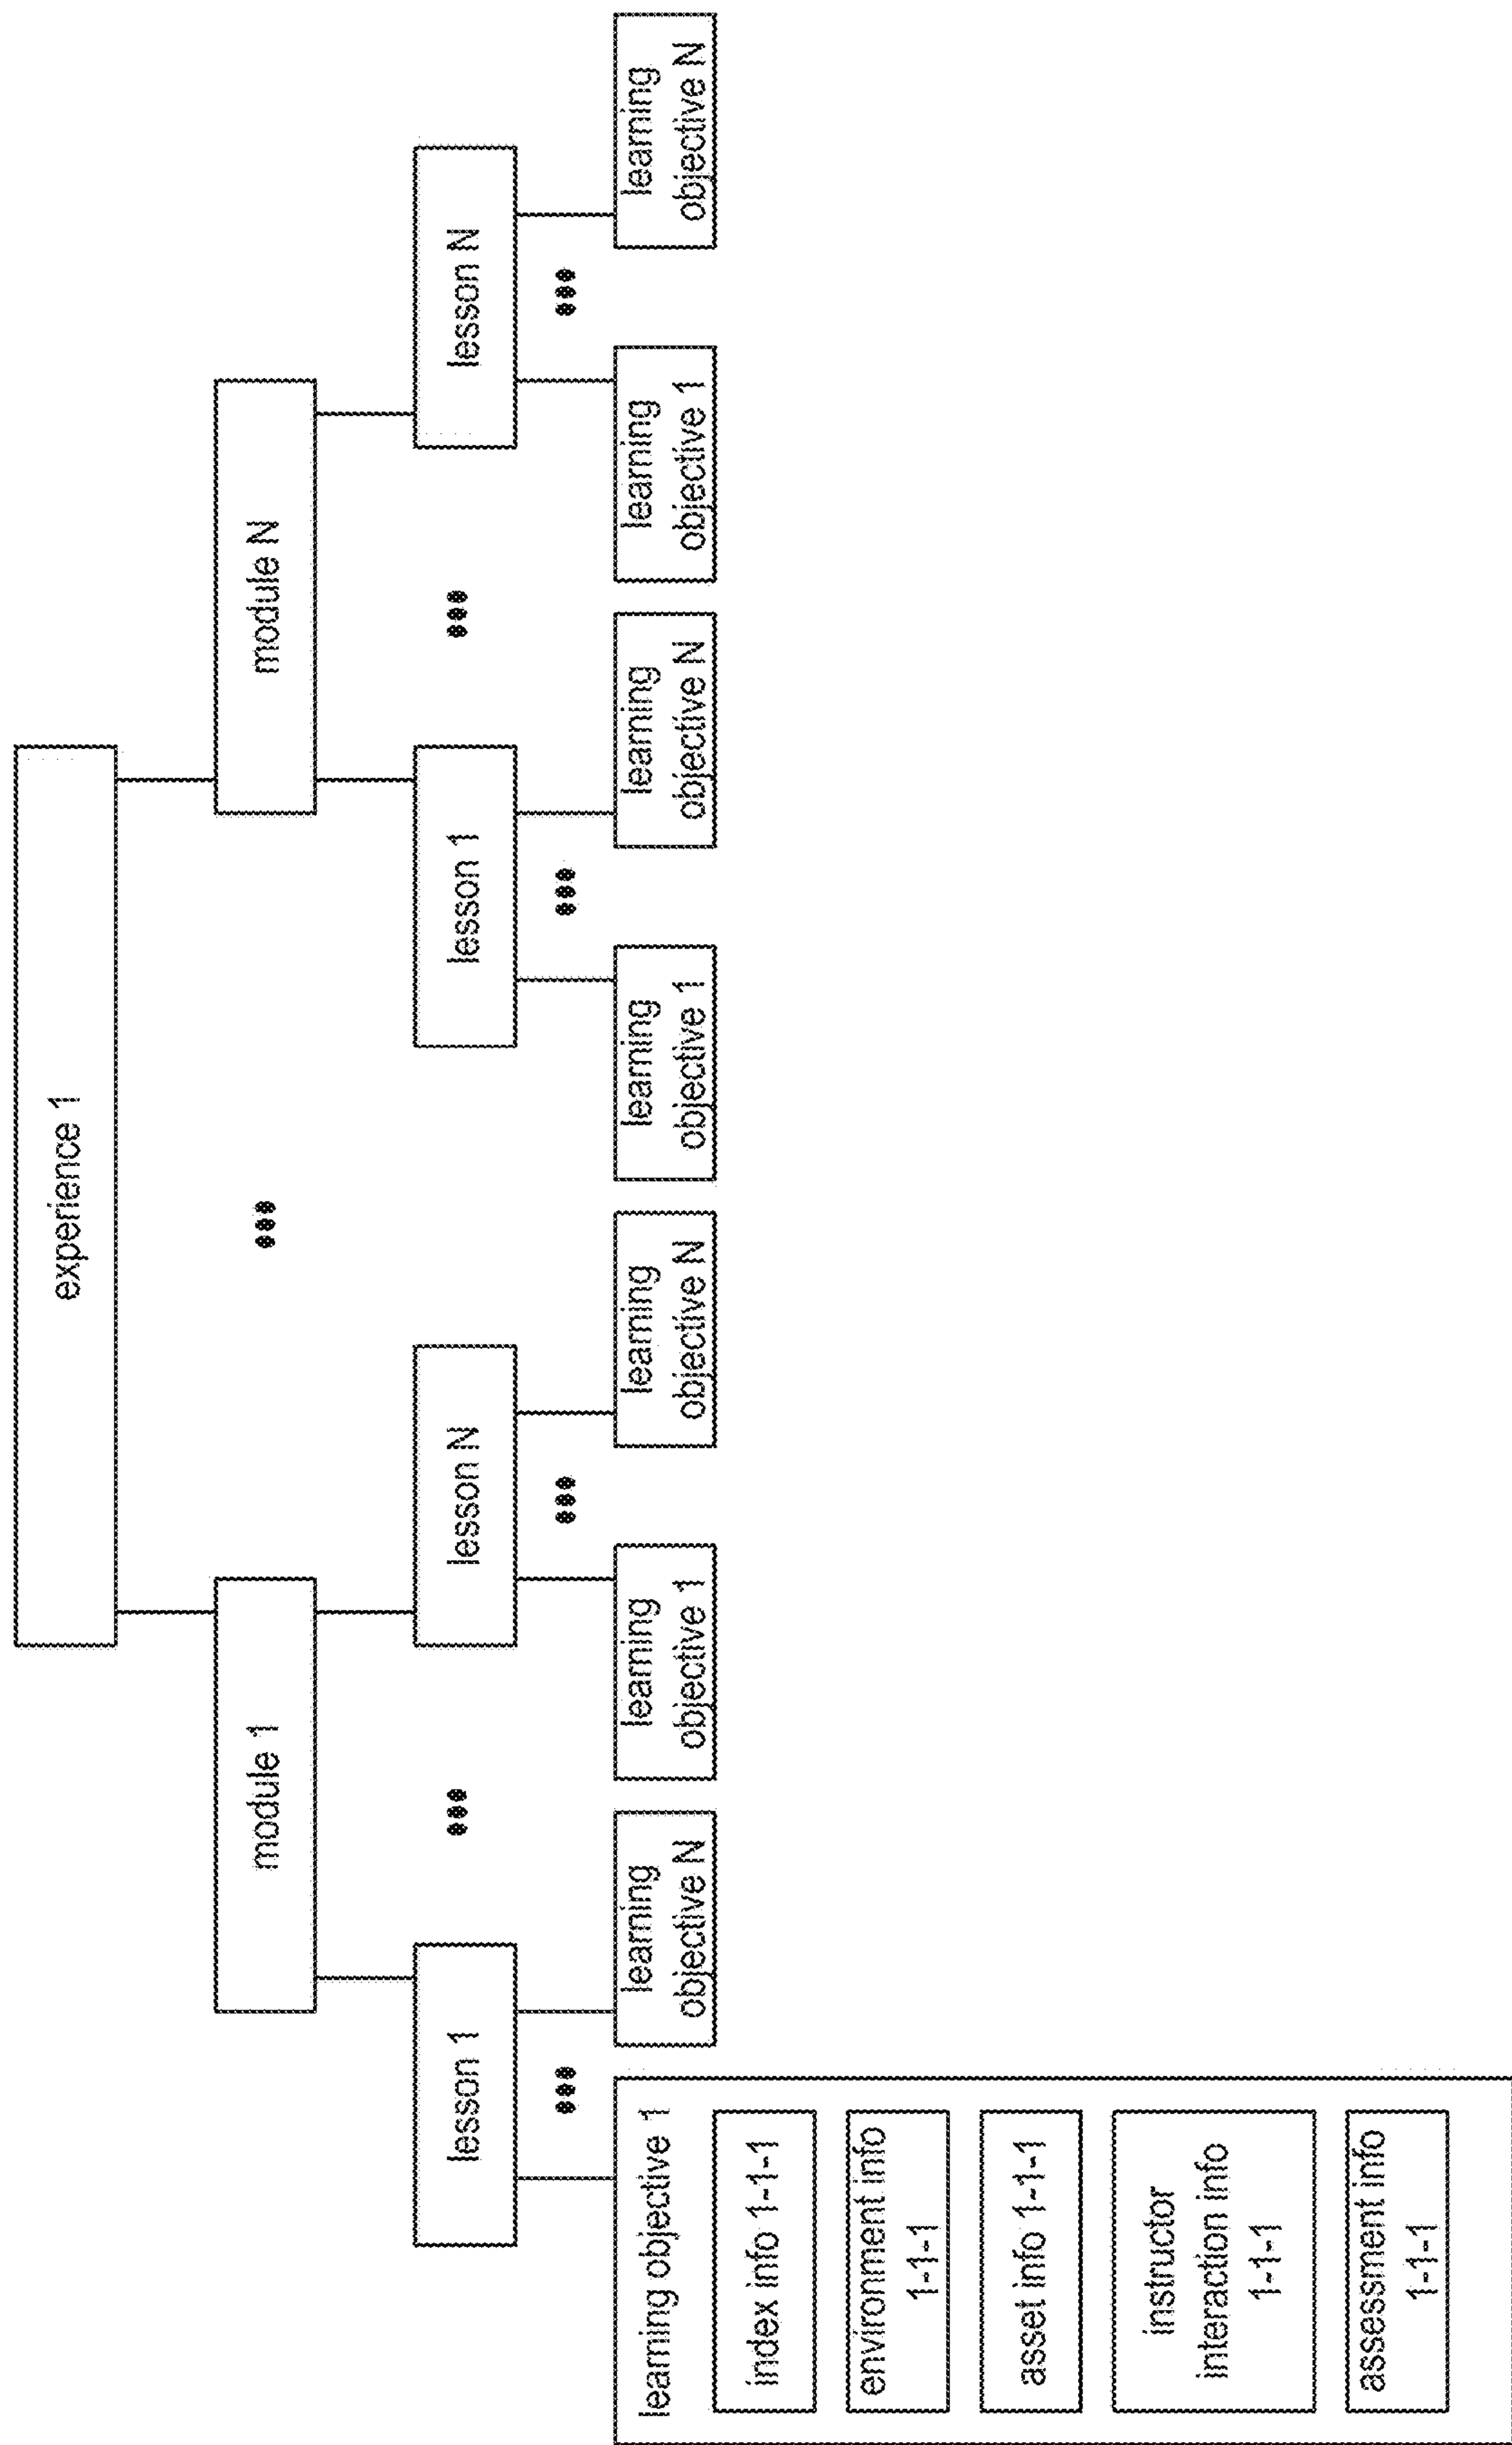 experience 1
module 1
module N
lesson 1
lesson N
lesson 1
lesson N
learning objective 1
index info 1-1-1
environment info
1-1-1
asset info 1-1-1
instructor
interaction info
1-1-1
assessment info
1-1-1
learning
objective N
learning
objective 1
learning
objective N
learning
objective 1
learning
objective N
learning
objective 1
learning
objective N